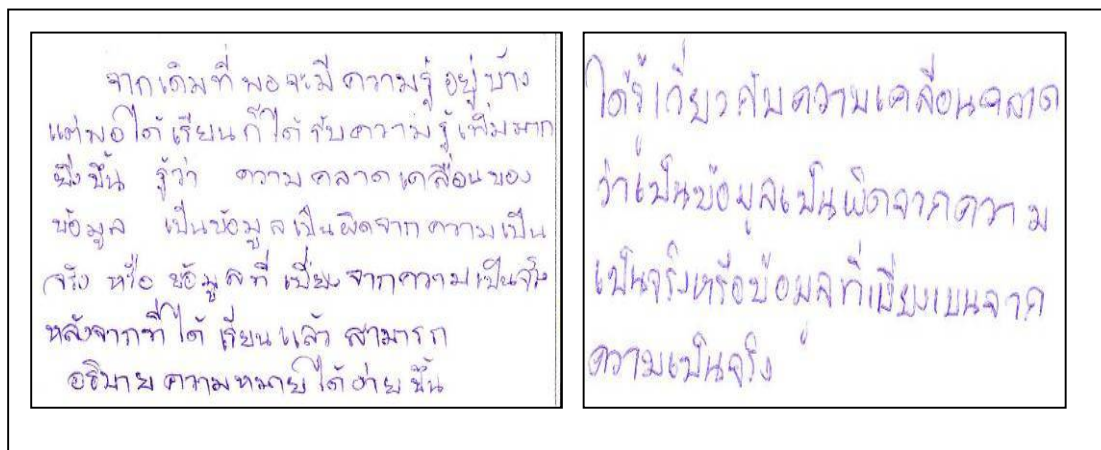 จากเดิมที่พอจะมีความรู้อยู่บ้าง
แต่พอได้เรียนก็ได้รับความรู้เพิ่มมาก
ยิ่งขึ้น รู้ว่า ความคลาดเคลื่อนของ
ข้อมูล เป็นข้อมูลเป็นผิดจากความเป็น
จริง หรือ ข้อมูลที่ เบี่ยงจากความเป็นจริง
หลังจากที่ได้ เรียนแล้ว สามารถ
อธิบายความหมายได้ง่ายขึ้น
ได้รู้เกี่ยวกับความเคลื่อนคลาด
ว่าเป็นข้อมูลเป็นผิดจากความ
เป็นจริงหรือข้อมูลที่เบี่ยงเบนจาก
ความเป็นจริง